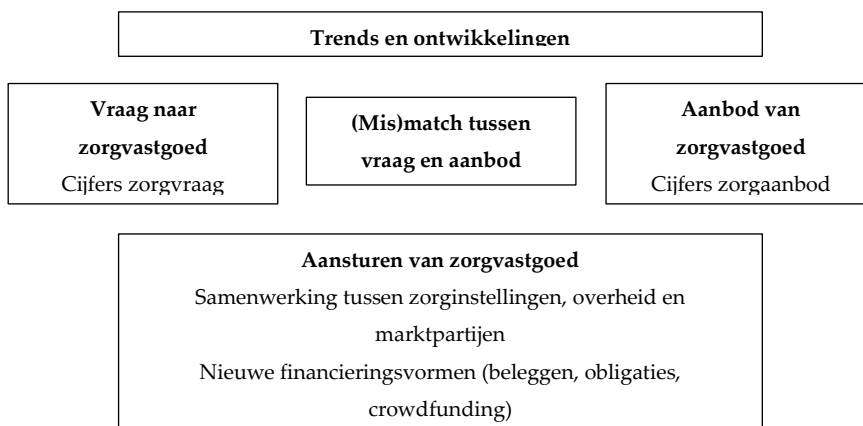 Trends en ontwikkelingen
Vraag naar
zorgvastgoed
Cijfers zorgvraag
(Mis)match tussen
vraag en aanbod
Aanbod van
zorgvastgoed
Cijfers zorgaanbod
Aansturen van zorgvastgoed
Samenwerking tussen zorginstellingen, overheid en
marktpartijen
Nieuwe financieringsvormen (beleggen, obligaties,
crowdfunding)